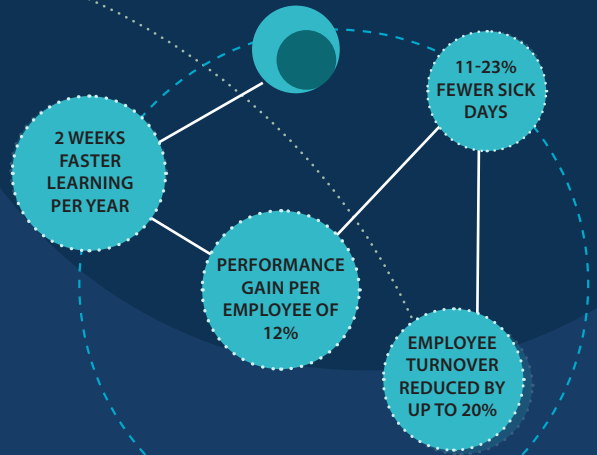 2 WEEKS
FASTER
LEARNING
PER YEAR
PERFORMANCE
GAIN PER
EMPLOYEE OF
12%
11-23%
FEWER SICK
DAYS
EMPLOYEE
TURNOVER
REDUCED BY
UP TO 20%